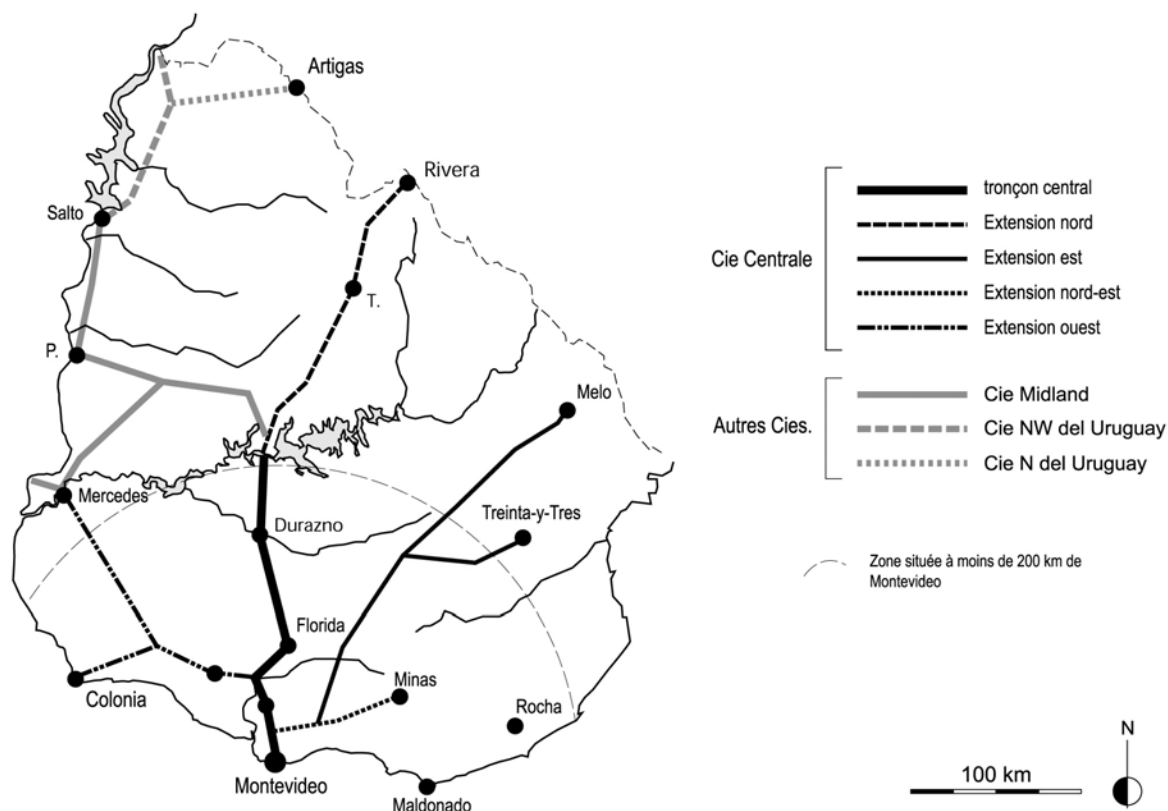 Artigas
Rivera
Salto
T.
P.
Melo
Mercedes
Durazno
Treinta-y-Tres
Florida
Minas
Colonia
Rocha
Montevideo
Maldonado
Cie Centrale
tronçon central
Extension nord
Extension est
Extension nord-est
Extension ouest
Autres Cies.
Cie Midland
Cie NW del Uruguay
Cie N del Uruguay
Zone située à moins de 200 km de
Montevideo
100 km
N